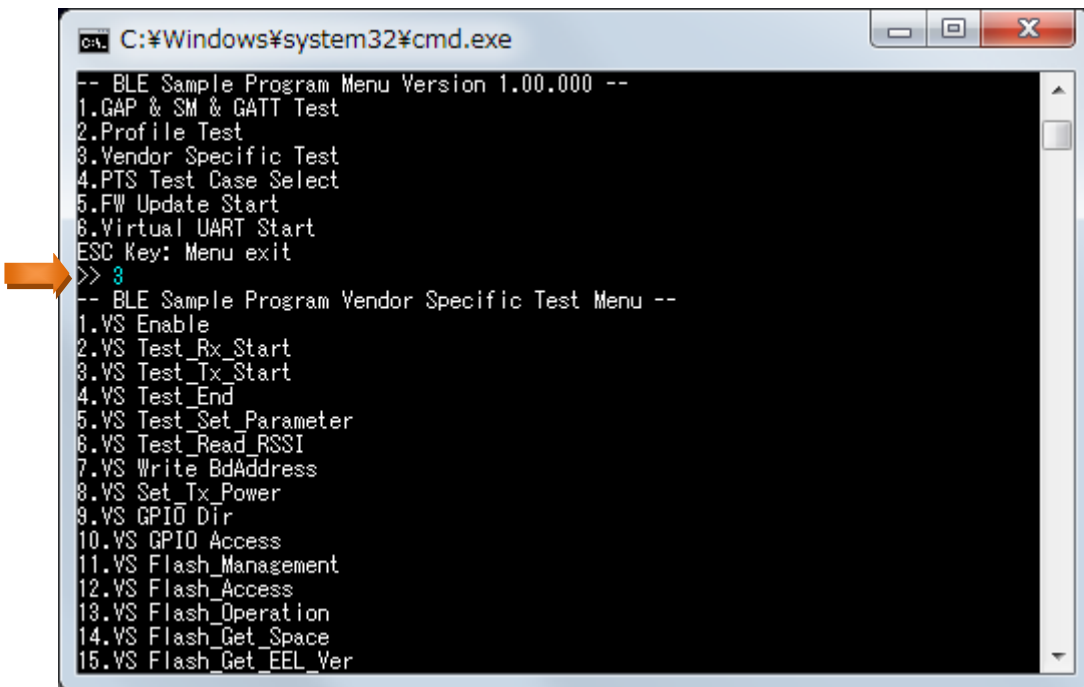 C:¥Windows¥system32¥cmd.exe
-- BLE Sample Program Menu Version 1.00.000 --
1.GAP & SM & GATT Test
2.Profile Test
3.Vendor Specific Test
4.PTS Test Case Select
5.FW Update Start
6.Virtual UART Start
ESC Key: Menu exit
>> 3
-- BLE Sample Program Vendor Specific Test Menu --
1.VS Enable
2.VS Test_Rx_Start
3.VS Test_Tx_Start
4.VS Test_End
5.VS Test_Set_Parameter
6.VS Test_Read_RSSI
7.VS Write BdAddress
8.VS Set_Tx_Power
9.VS GPIO Dir
10.VS GPIO Access
11.VS Flash_Management
12.VS Flash_Access
13.VS Flash_Operation
14.VS Flash_Get_Space
15.VS Flash_Get_EEL_Ver